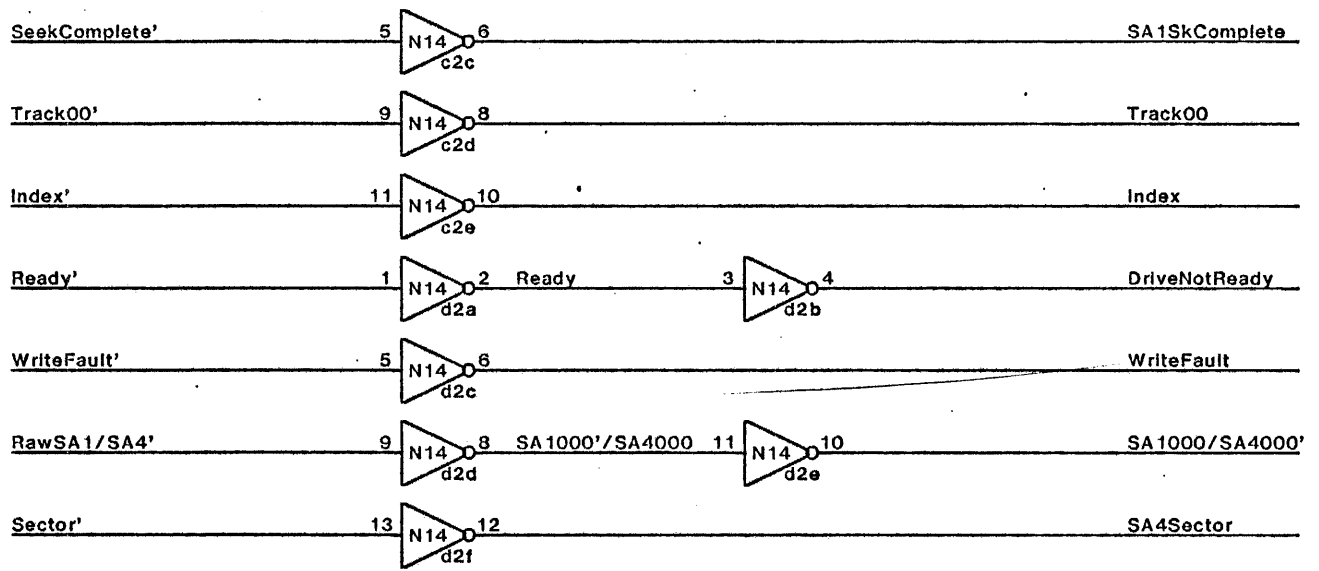 SeekComplete' 5 N14 6 SA1SkComplete
c2c
Track00' 9 N14 8 Track00
c2d
Index' 11 N14 10 Index
c2e
Ready' 1 N14 2 Ready 3 N14 4 DriveNotReady
d2a d2b
WriteFault' 5 N14 6 WriteFault
d2c
RawSA1/SA4' 9 N14 8 SA1000'/SA4000 11 N14 10 SA1000/SA4000'
d2d d2e
Sector' 13 N14 12 SA4Sector
d2f